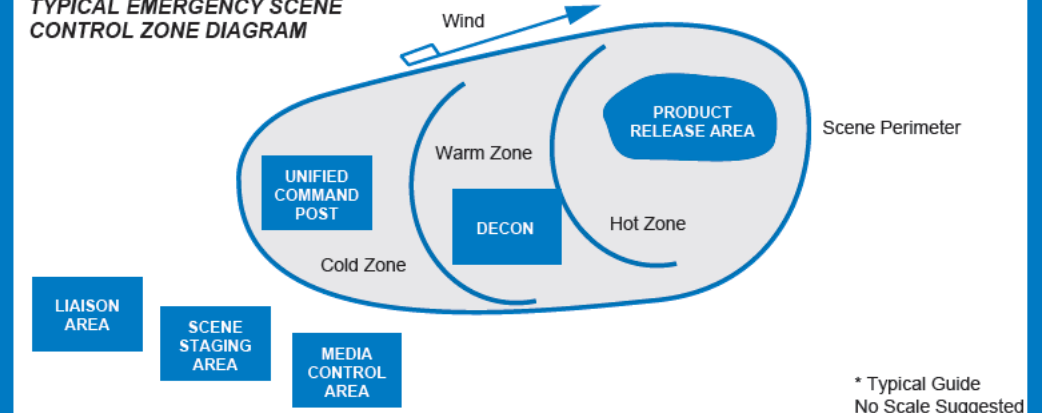 TYPICAL EMERGENCY SCENE
CONTROL ZONE DIAGRAM
Wind
PRODUCT
RELEASE AREA
Scene Perimeter
Warm Zone
UNIFIED
COMMAND
POST
DECON
Hot Zone
Cold Zone
LIAISON
AREA
SCENE
STAGING
AREA
MEDIA
CONTROL
AREA
* Typical Guide
No Scale Suggested